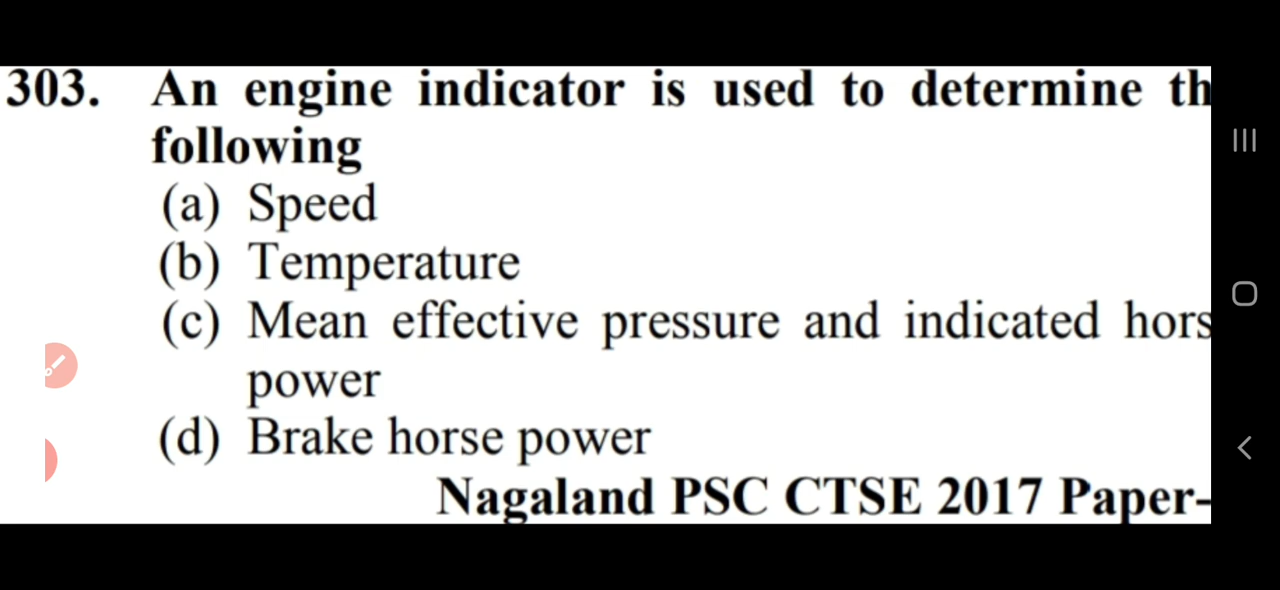 303. An engine indicator is used to determine th
following
(a) Speed
(b) Temperature
(c) Mean effective pressure and indicated hors
power
(d) Brake horse power
Nagaland PSC CTSE 2017 Paper-